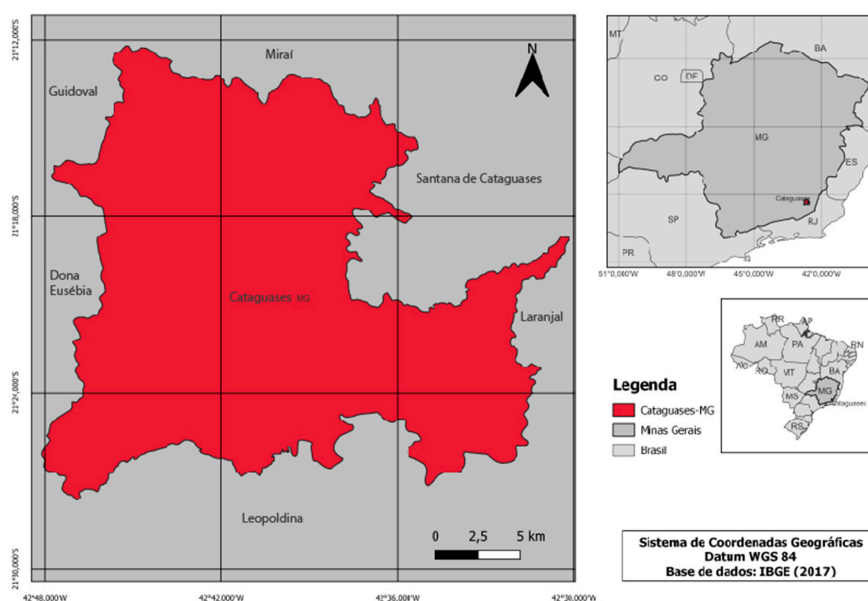 N
21°12,000'S
21°18,000'S
21°24,000'S
21°30,000'S
Miraí
Guidoval
Santana de Cataguases
Dona
Eusébia
Cataguases MG
Laranjal
Leopoldina
0 2,5 5 km
42°48,000'W 42°42,000'W 42°36,000'W 42°30,000'W
MT
BA
GO
DF
MG
ES
Cataguases
SP
RJ
PR
51°0,000'W 48°0,000'W 45°0,000'W 42°0,000'W
RR AP
AM PA RN
AC RO
MT BA
MS MG
Cataguases
RS
Legenda
Cataguases-MG
Minas Gerais
Brasil
Sistema de Coordenadas Geográficas
Datum WGS 84
Base de dados: IBGE (2017)